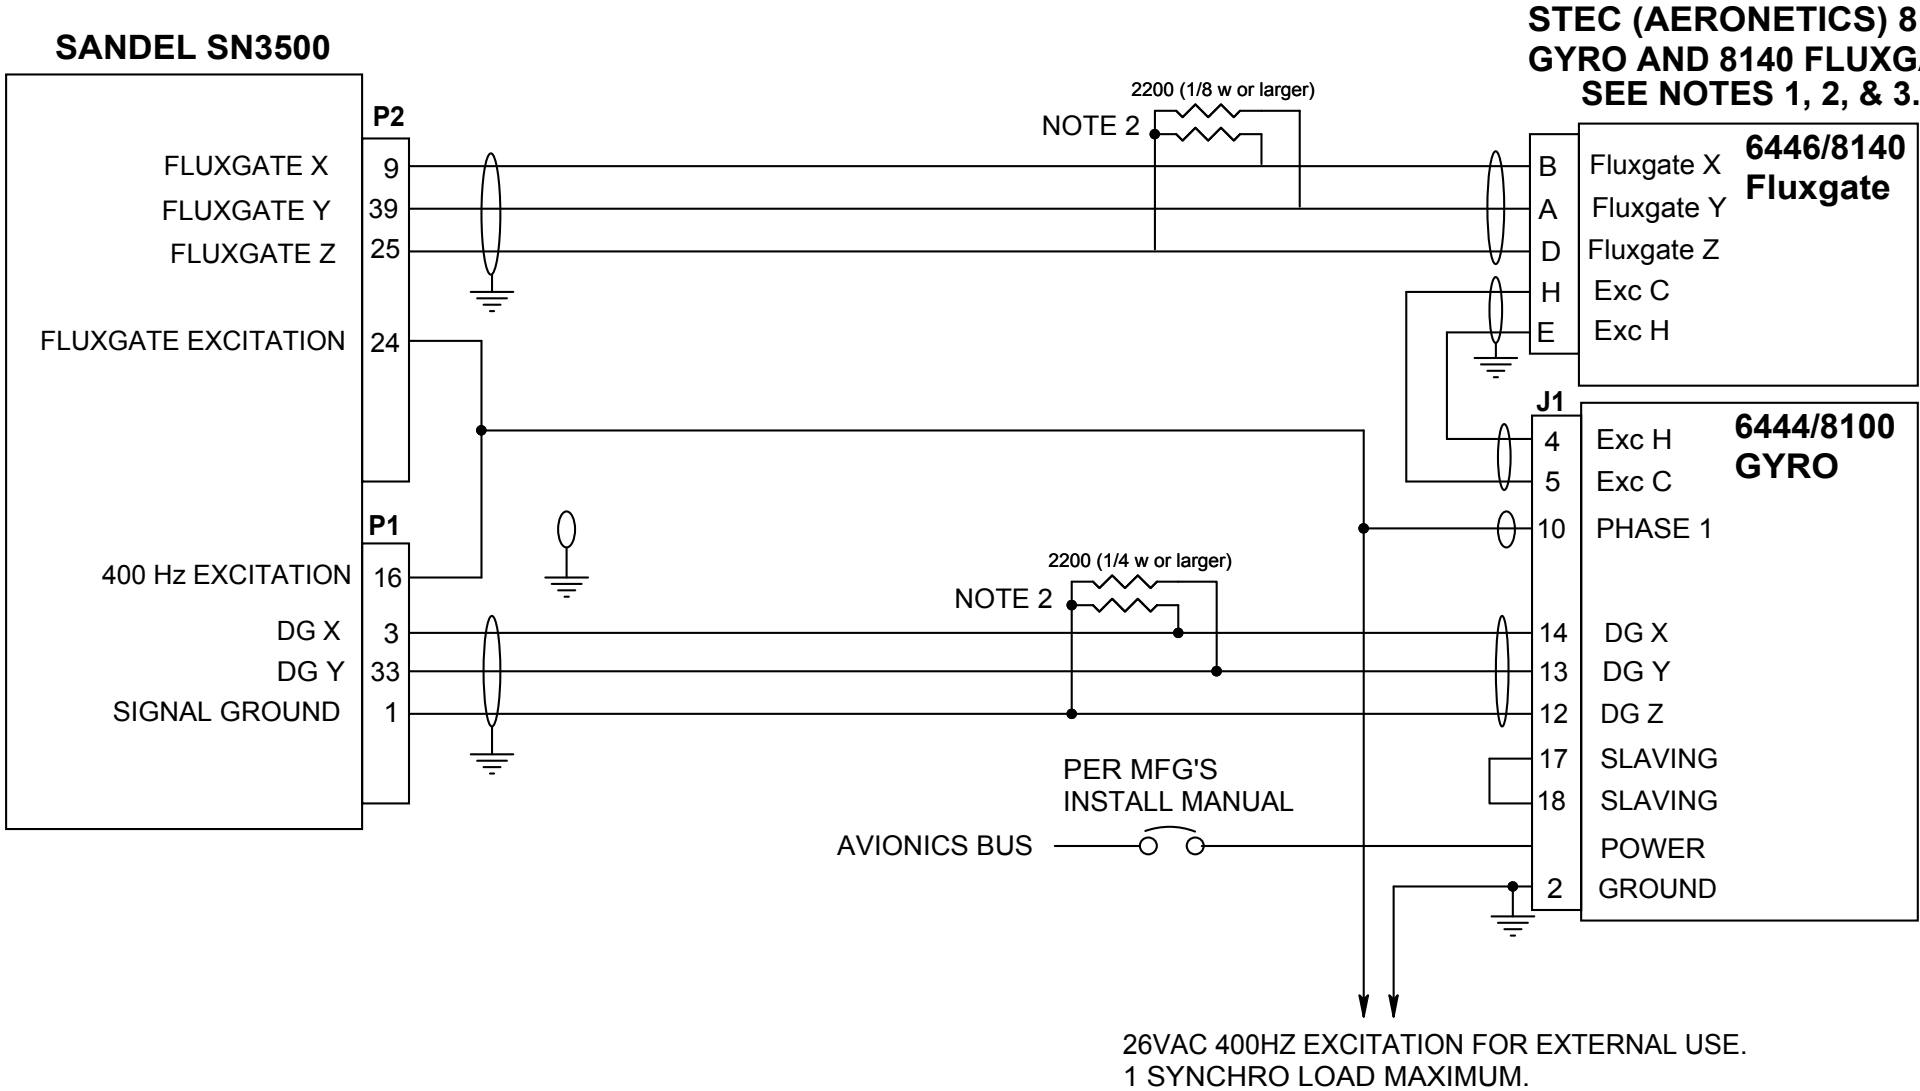 SANDEL SN3500
STEC (AERONETICS) 8
GYRO AND 8140 FLUXGA
SEE NOTES 1, 2, & 3.
P2
FLUXGATE X 9
FLUXGATE Y 39
FLUXGATE Z 25
FLUXGATE EXCITATION 24
P1
400 Hz EXCITATION 16
DG X 3
DG Y 33
SIGNAL GROUND 1
2200 (1/8 w or larger)
NOTE 2
2200 (1/4 w or larger)
NOTE 2
PER MFG'S
INSTALL MANUAL
AVIONICS BUS
6446/8140
Fluxgate
B Fluxgate X
A Fluxgate Y
D Fluxgate Z
H Exc C
E Exc H
J1
6444/8100
GYRO
4 Exc H
5 Exc C
10 PHASE 1
14 DG X
13 DG Y
12 DG Z
17 SLAVING
18 SLAVING
POWER
2 GROUND
26VAC 400HZ EXCITATION FOR EXTERNAL USE.
1 SYNCHRO LOAD MAXIMUM.